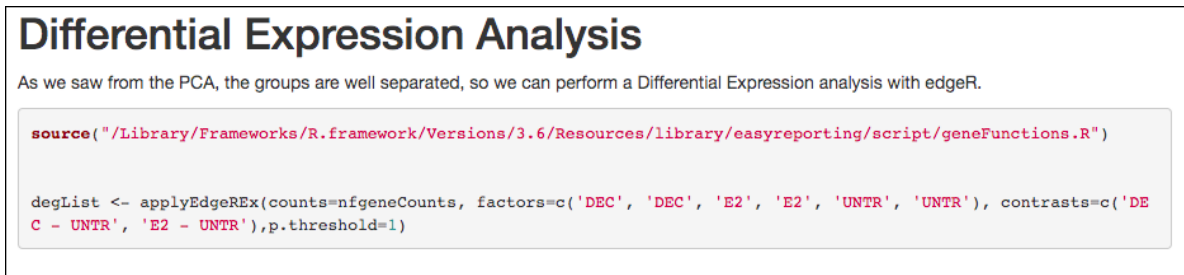 Differential Expression Analysis
As we saw from the PCA, the groups are well separated, so we can perform a Differential Expression analysis with edgeR.
source("/Library/Frameworks/R.framework/Versions/3.6/Resources/library/easyreporting/script/geneFunctions.R")
degList <- applyEdgeREx(counts=nfgeneCounts, factors=c('DEC', 'DEC', 'E2', 'E2', 'UNTR', 'UNTR'), contrasts=c('DE
C - UNTR', 'E2 - UNTR'),p.threshold=1)